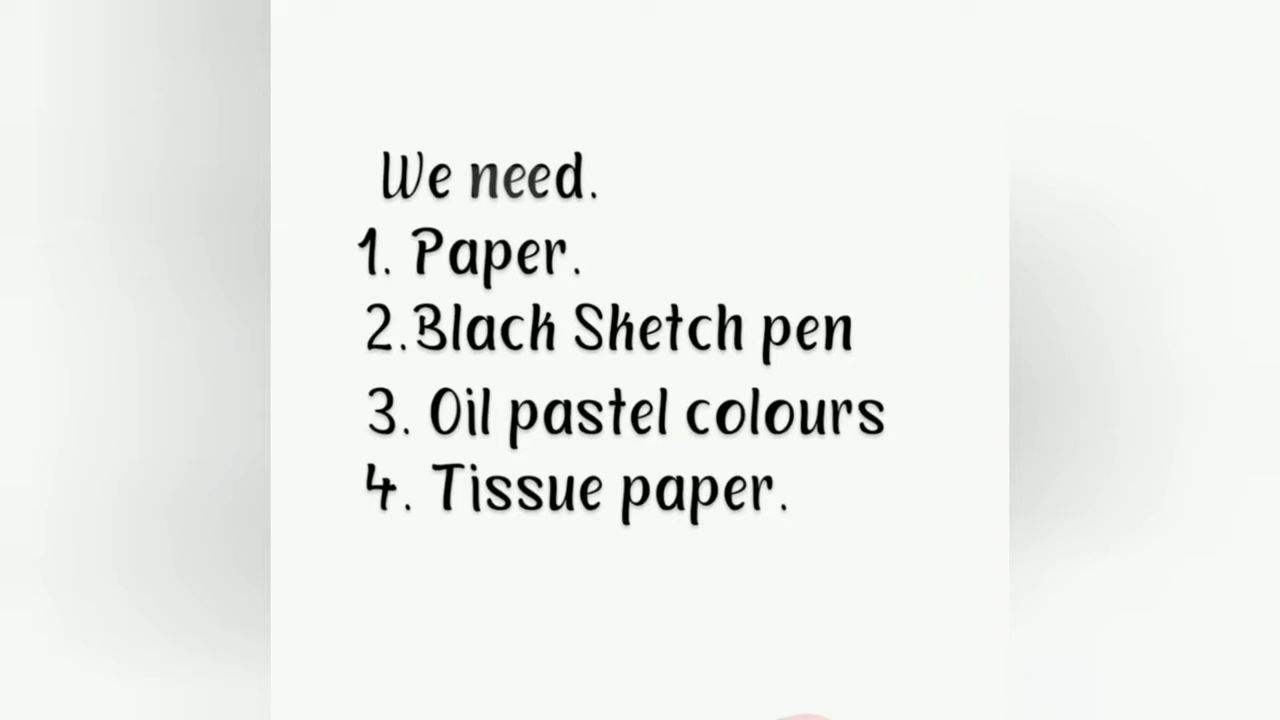 We need.
1. Paper.
2.Black Sketch pen
3. Oil pastel colours
4. Tissue paper.